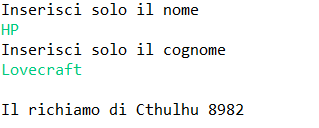 Inserisci solo il nome
HP
Inserisci solo il cognome
Lovecraft
Il richiamo di Cthulhu 8982